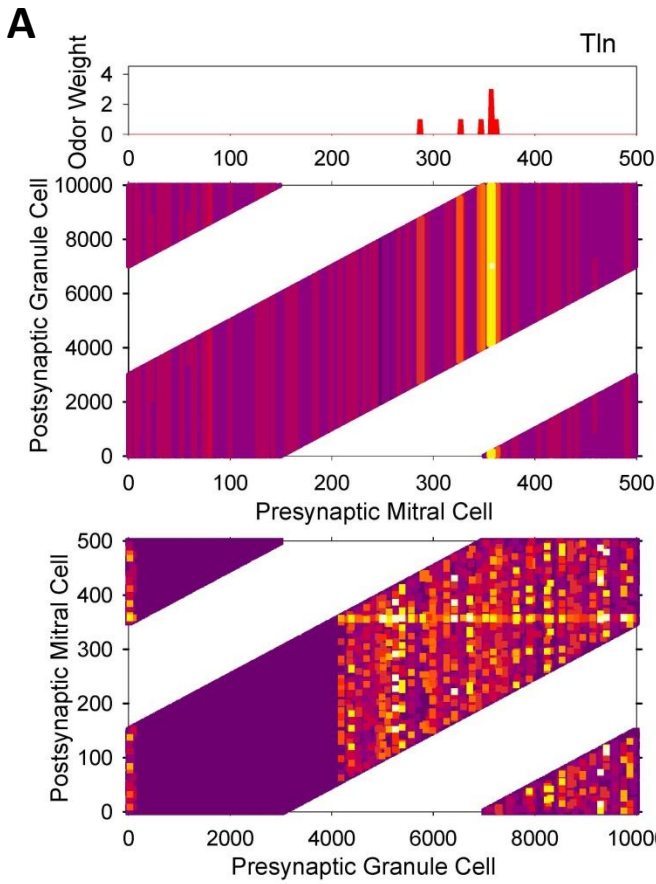 A
Tln
Odor Weight
4
2
0
0 100 200 300 400 500
Postsynaptic Granule Cell
10000
8000
6000
4000
2000
0
0 100 200 300 400 500
Presynaptic Mitral Cell
Postsynaptic Mitral Cell
500
400
300
200
100
0
0 2000 4000 6000 8000 10000
Presynaptic Granule Cell